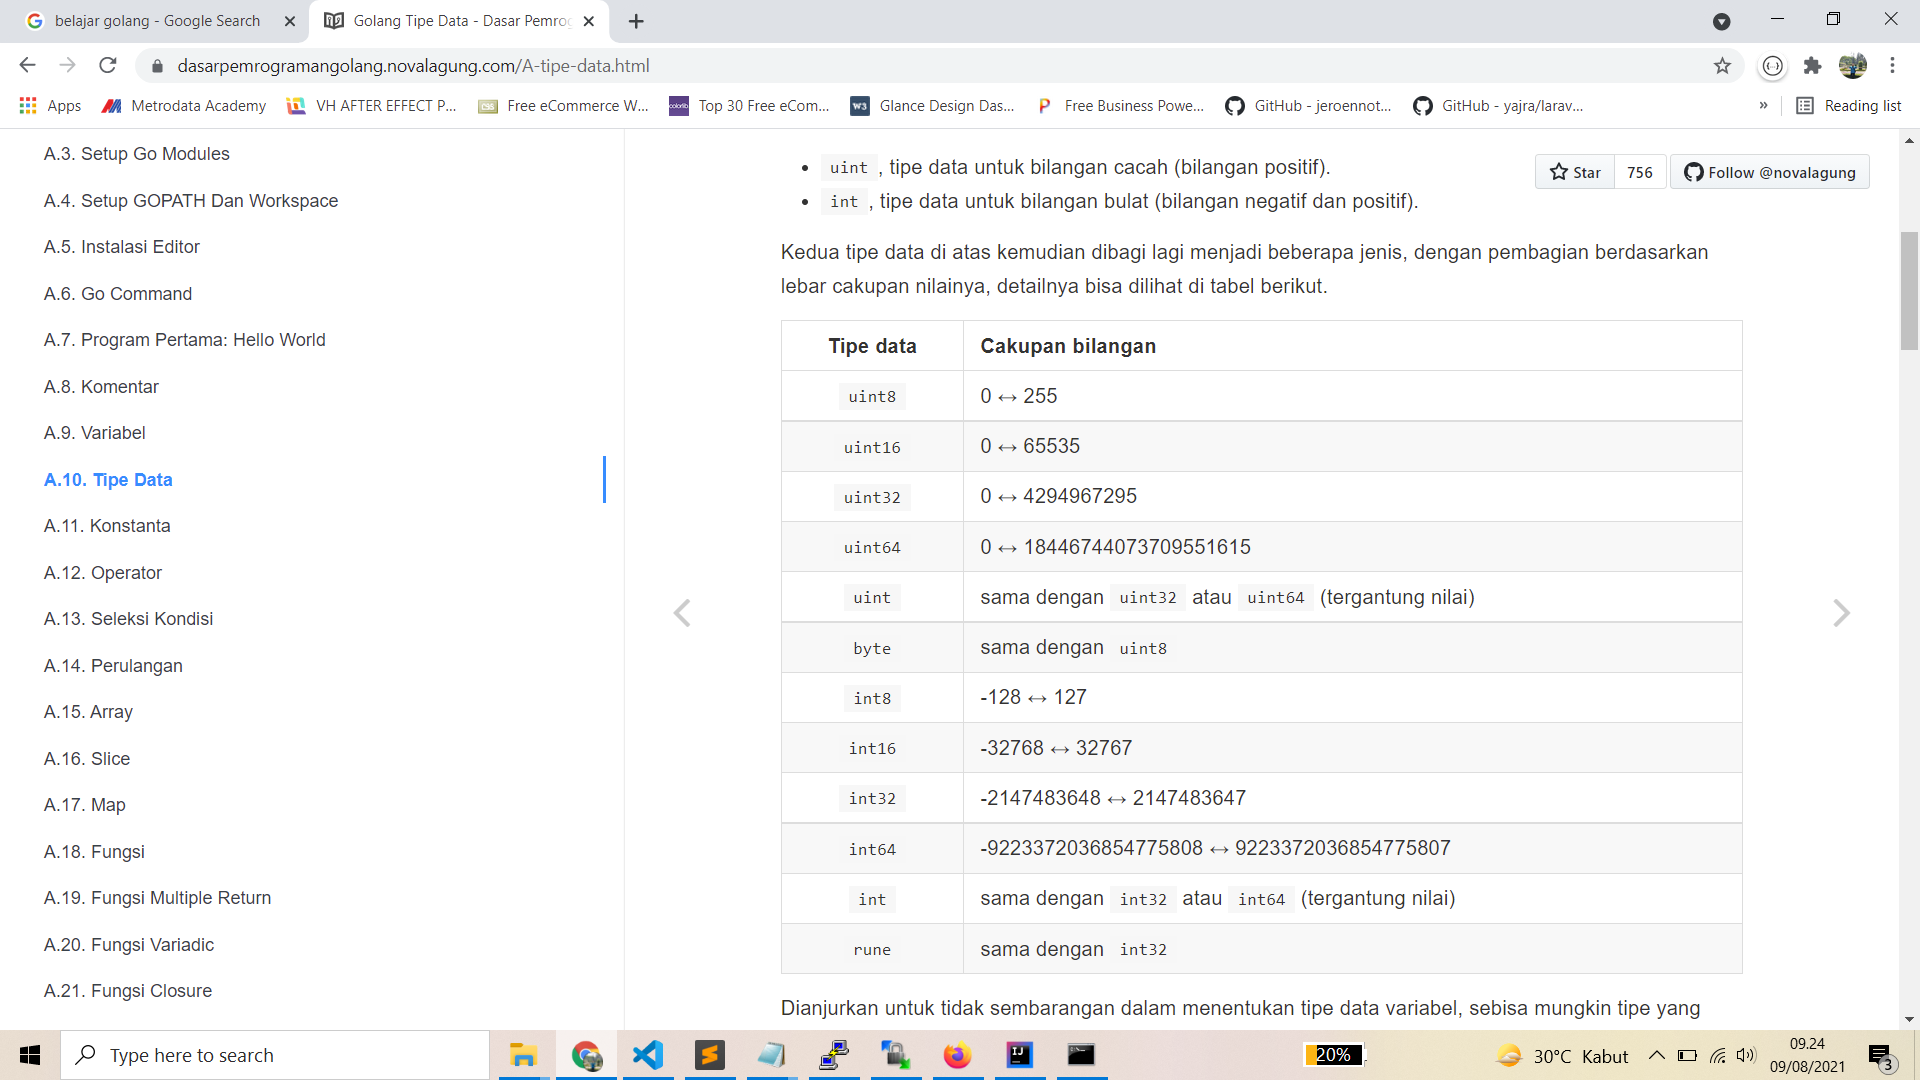 belajar golang - Google Search
Golang Tipe Data - Dasar Pemrog
dasarpemrogramangolang.novalagung.com/A-tipe-data.html
Apps
Metrodata Academy
VH AFTER EFFECT P...
Free eCommerce W...
Top 30 Free eCom...
Glance Design Das...
Free Business Powe...
GitHub - jeroennot...
GitHub - yajra/larav...
»
Reading list
A.3. Setup Go Modules
A.4. Setup GOPATH Dan Workspace
A.5. Instalasi Editor
A.6. Go Command
A.7. Program Pertama: Hello World
A.8. Komentar
A.9. Variabel
A.10. Tipe Data
A.11. Konstanta
A.12. Operator
A.13. Seleksi Kondisi
A.14. Perulangan
A.15. Array
A.16. Slice
A.17. Map
A.18. Fungsi
A.19. Fungsi Multiple Return
A.20. Fungsi Variadic
A.21. Fungsi Closure
• uint , tipe data untuk bilangan cacah (bilangan positif).
• int , tipe data untuk bilangan bulat (bilangan negatif dan positif).
Star 756 Follow @novalagung
Kedua tipe data di atas kemudian dibagi lagi menjadi beberapa jenis, dengan pembagian berdasarkan
lebar cakupan nilainya, detailnya bisa dilihat di tabel berikut.
Tipe data Cakupan bilangan
uint8 0 ↔ 255
uint16 0 ↔ 65535
uint32 0 ↔ 4294967295
uint64 0 ↔ 18446744073709551615
uint sama dengan uint32 atau uint64 (tergantung nilai)
byte sama dengan uint8
int8 -128 ↔ 127
int16 -32768 ↔ 32767
int32 -2147483648 ↔ 2147483647
int64 -9223372036854775808 ↔ 9223372036854775807
int sama dengan int32 atau int64 (tergantung nilai)
rune sama dengan int32
Dianjurkan untuk tidak sembarangan dalam menentukan tipe data variabel, sebisa mungkin tipe yang
Type here to search
20%
30°C Kabut
09.24
09/08/2021
3